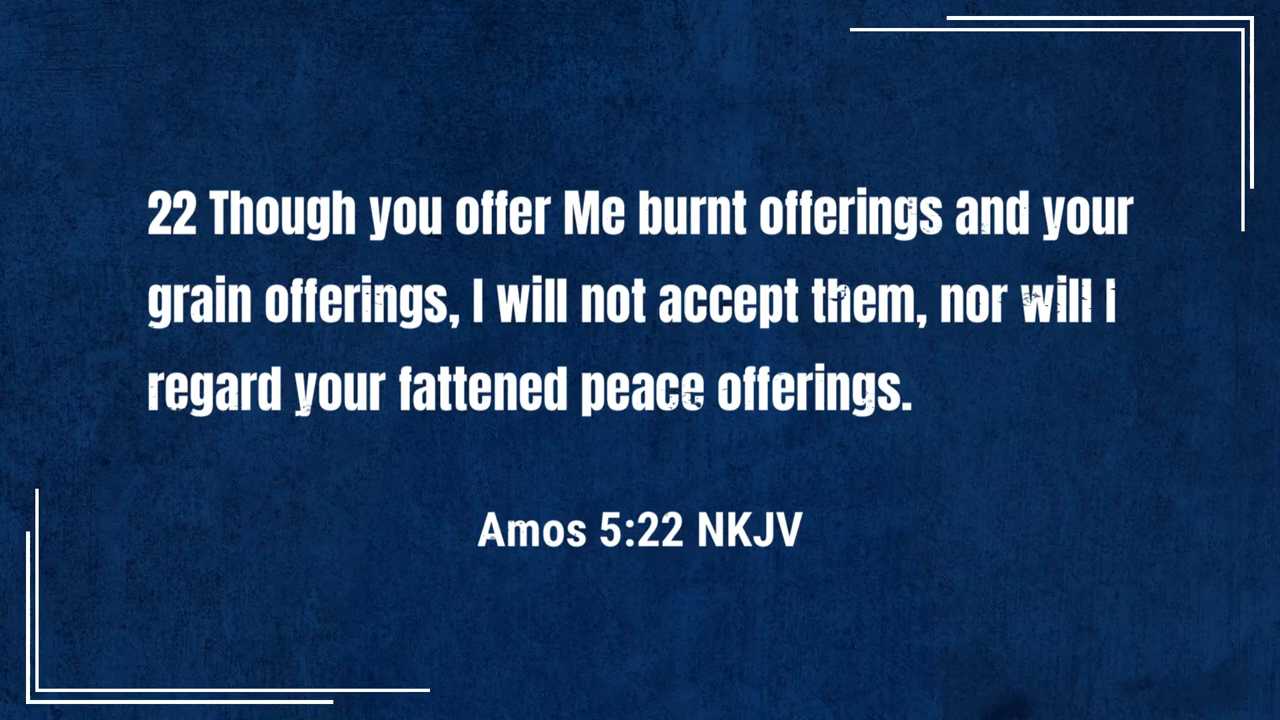 22 Though you offer Me burnt offerings and your
grain offerings, I will not accept them, nor will I
regard your fattened peace offerings.
Amos 5:22 NKJV